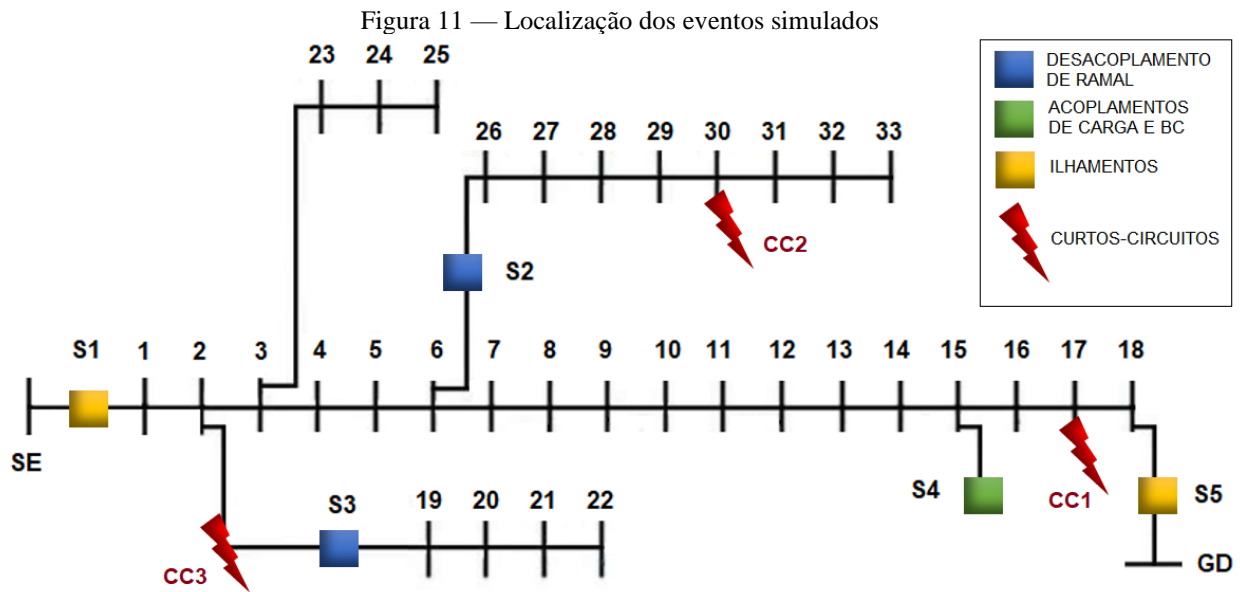 Figura 11 — Localização dos eventos simulados
23 24 25
DESACOPLAMENTO
DE RAMAL
ACOPLAMENTOS
DE CARGA E BC
ILHAMENTOS
CURTOS-CIRCUITOS
26 27 28 29 30 31 32 33
CC2
S2
S1 1 2 3 4 5 6 7 8 9 10 11 12 13 14 15 16 17 18
SE
S3 19 20 21 22
S4
CC1
S5
CC3
GD